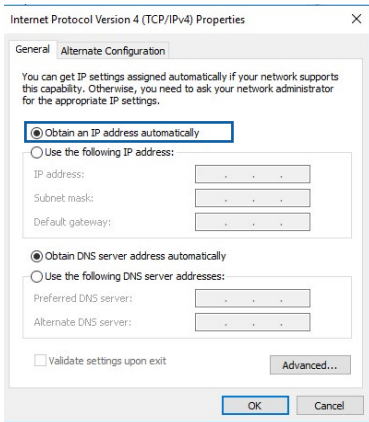 Internet Protocol Version 4 (TCP/IPv4) Properties
General
Alternate Configuration
You can get IP settings assigned automatically if your network supports
this capability. Otherwise, you need to ask your network administrator
for the appropriate IP settings.
Obtain an IP address automatically
Use the following IP address:
IP address:
Subnet mask:
Default gateway:
Obtain DNS server address automatically
Use the following DNS server addresses:
Preferred DNS server:
Alternate DNS server:
Validate settings upon exit
Advanced...
OK
Cancel